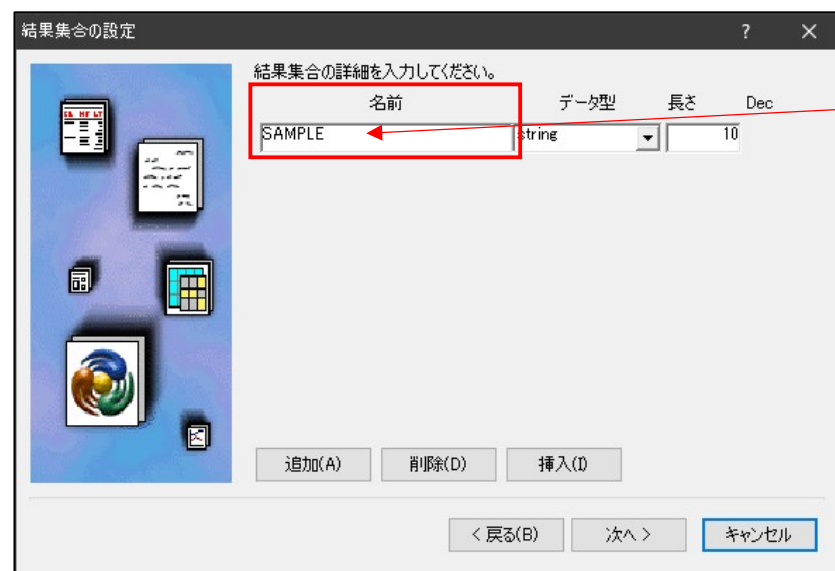 結果集合の設定 ? ×
結果集合の詳細を入力してください。
名前 データ型 長さ Dec
SAMPLE string 10
追加(A) 削除(D) 挿入(I)
< 戻る(B) 次へ > キャンセル